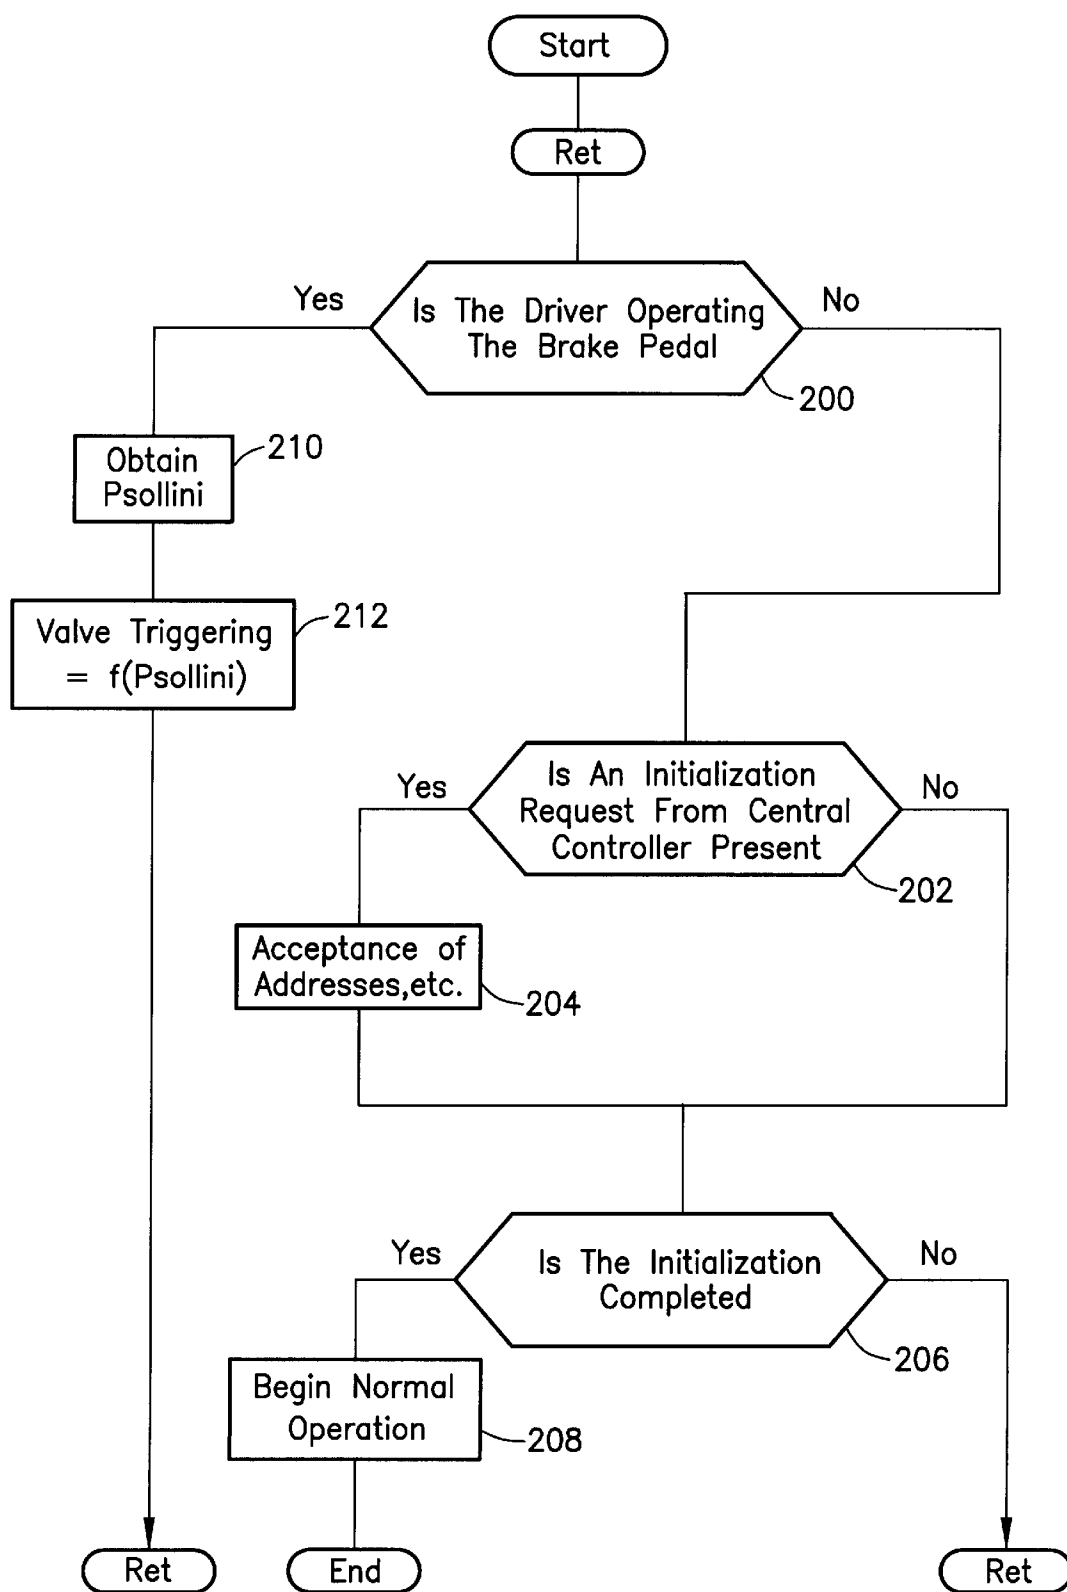 Start
Ret
Yes
Is The Driver Operating
The Brake Pedal
No
200
Obtain
Psollini
210
Valve Triggering
= f(Psollini)
212
Yes
Is An Initialization
Request From Central
Controller Present
No
202
Acceptance of
Addresses,etc.
204
Yes
Is The Initialization
Completed
No
206
Begin Normal
Operation
208
Ret
End
Ret